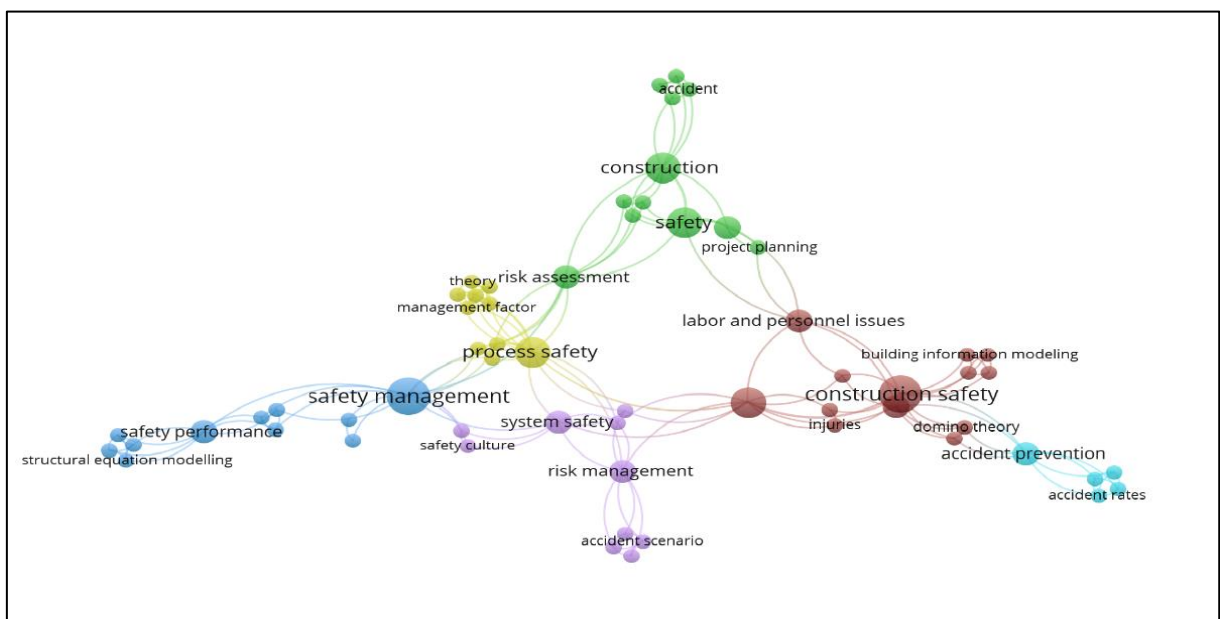 accident
construction
safety
project planning
risk assessment
theory
management factor
labor and personnel issues
process safety
building information modeling
safety management
construction safety
system safety
injuries
domino theory
safety performance
safety culture
accident prevention
structural equation modelling
risk management
accident rates
accident scenario